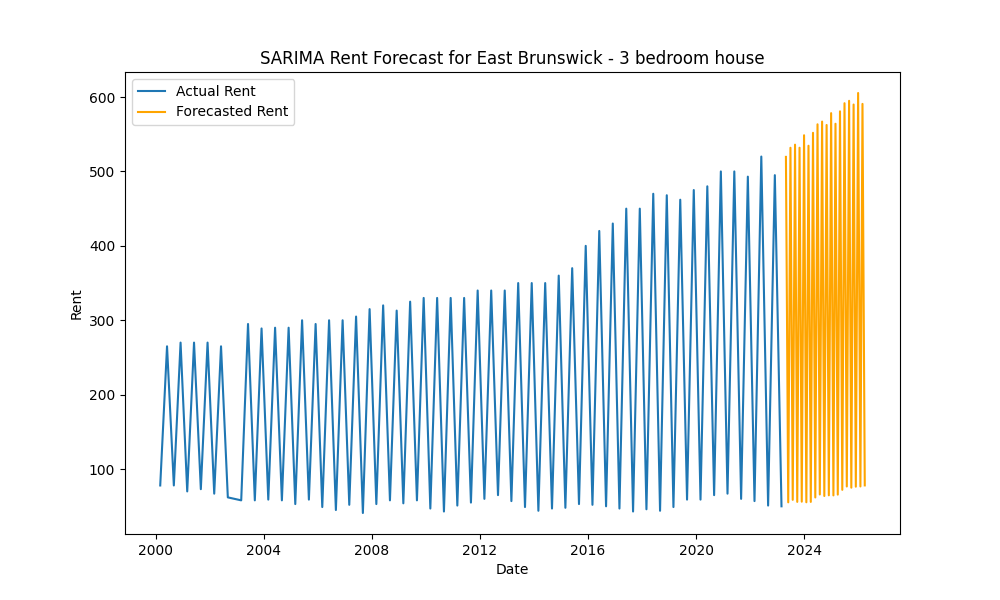 SARIMA Rent Forecast for East Brunswick - 3 bedroom house
Actual Rent
Forecasted Rent
600
500
400
300
200
100
Rent
2000 2004 2008 2012 2016 2020 2024
Date